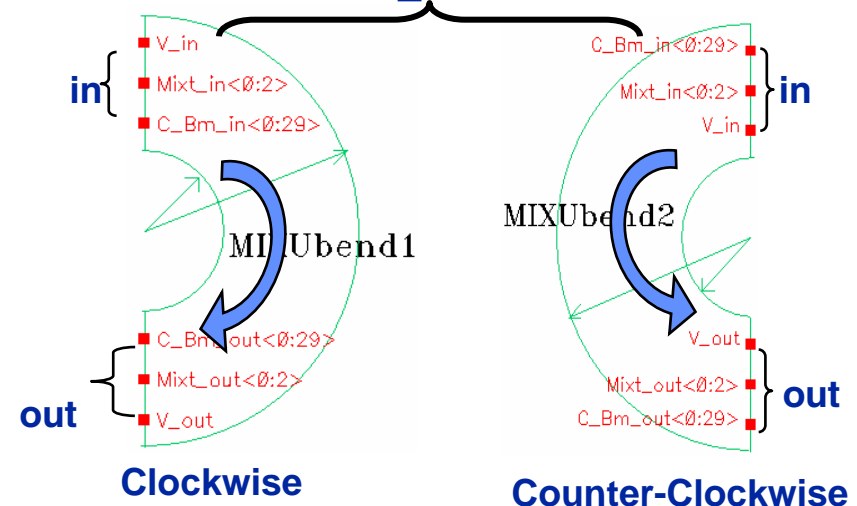 V_in
Mixt_in<0:2>
C_Bm_in<0:29>
in
MIXUbend1
C_Bm_out<0:29>
Mixt_out<0:2>
V_out
out
Clockwise
C_Bm_in<0:29>
Mixt_in<0:2>
V_in
in
MIXUbend2
V_out
Mixt_out<0:2>
C_Bm_out<0:29>
out
Counter-Clockwise